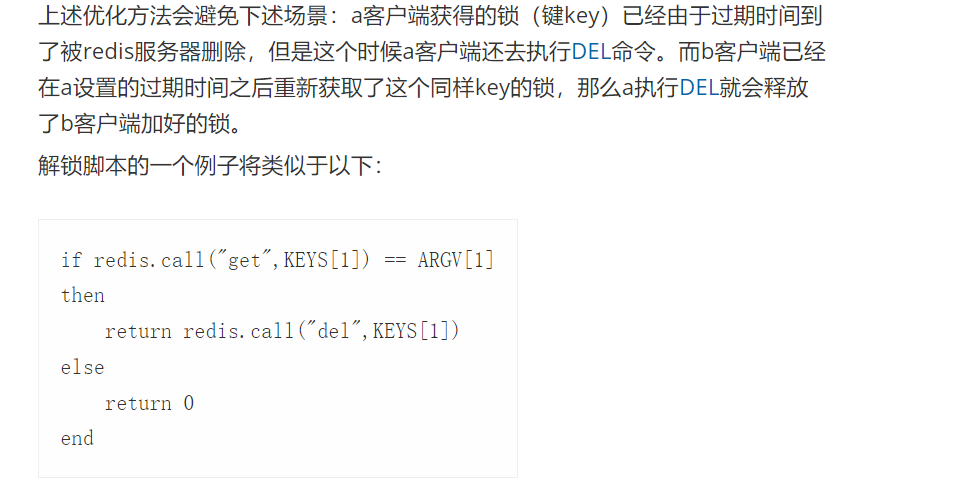 上述优化方法会避免下述场景：a客户端获得的锁（键key）已经由于过期时间到
了被redis服务器删除，但是这个时候a客户端还去执行DEL命令。而b客户端已经
在a设置的过期时间之后重新获取了这个同样key的锁，那么a执行DEL就会释放
了b客户端加好的锁。
解锁脚本的一个例子将类似于以下：
if redis.call("get",KEYS[1]) == ARGV[1]
then
    return redis.call("del",KEYS[1])
else
    return 0
end